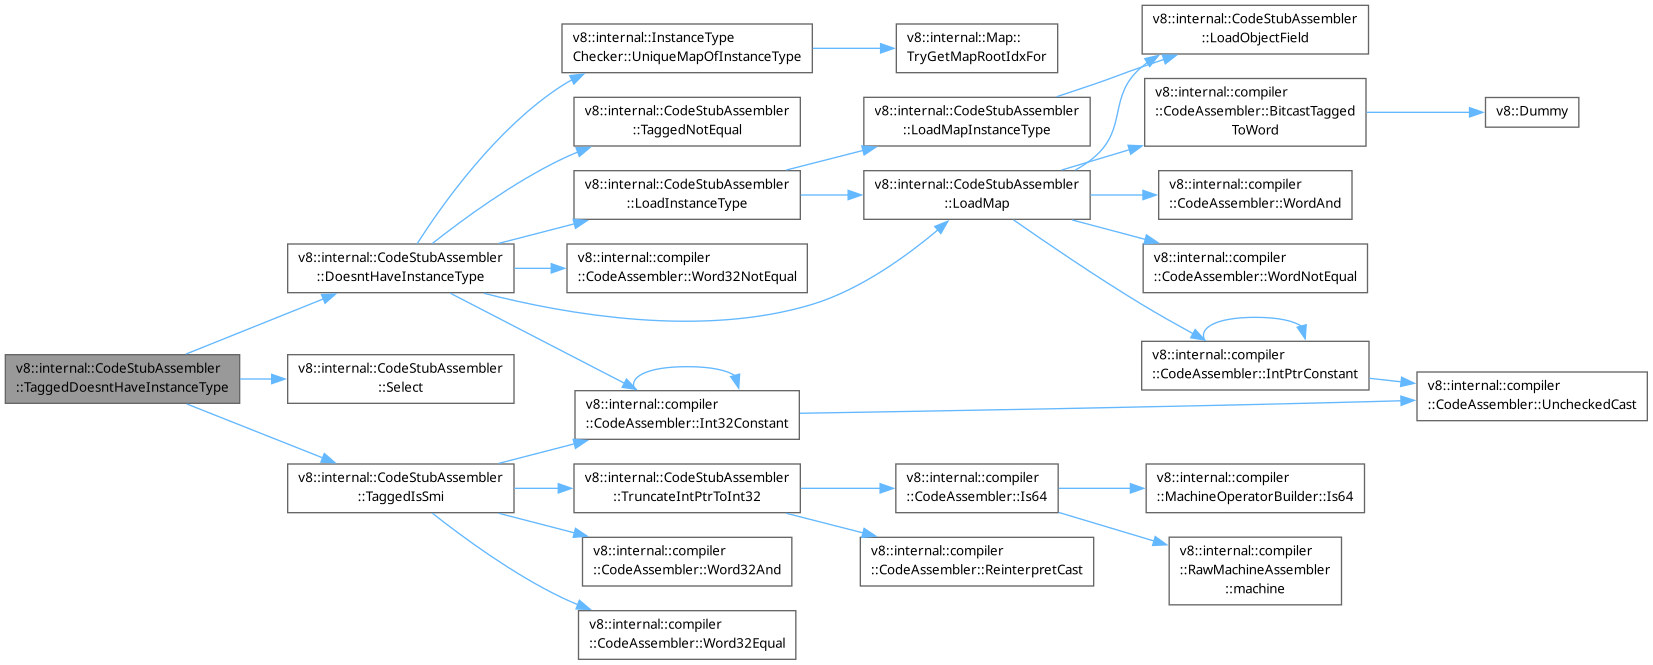 v8::internal::CodeStubAssembler
::TaggedDoesntHaveInstanceType
v8::internal::CodeStubAssembler
::DoesntHaveInstanceType
v8::internal::CodeStubAssembler
::Select
v8::internal::CodeStubAssembler
::TaggedIsSmi
v8::internal::InstanceType
Checker::UniqueMapOfInstanceType
v8::internal::CodeStubAssembler
::TaggedNotEqual
v8::internal::CodeStubAssembler
::LoadInstanceType
v8::internal::compiler
::CodeAssembler::Word32NotEqual
v8::internal::compiler
::CodeAssembler::Int32Constant
v8::internal::CodeStubAssembler
::TruncateIntPtrToInt32
v8::internal::compiler
::CodeAssembler::Word32And
v8::internal::compiler
::CodeAssembler::Word32Equal
v8::internal::Map::
TryGetMapRootIdxFor
v8::internal::CodeStubAssembler
::LoadMapInstanceType
v8::internal::CodeStubAssembler
::LoadMap
v8::internal::compiler
::CodeAssembler::Is64
v8::internal::compiler
::CodeAssembler::ReinterpretCast
v8::internal::CodeStubAssembler
::LoadObjectField
v8::internal::compiler
::CodeAssembler::BitcastTagged
ToWord
v8::internal::compiler
::CodeAssembler::WordAnd
v8::internal::compiler
::CodeAssembler::WordNotEqual
v8::internal::compiler
::CodeAssembler::IntPtrConstant
v8::internal::compiler
::MachineOperatorBuilder::Is64
v8::internal::compiler
::RawMachineAssembler
::machine
v8::Dummy
v8::internal::compiler
::CodeAssembler::UncheckedCast